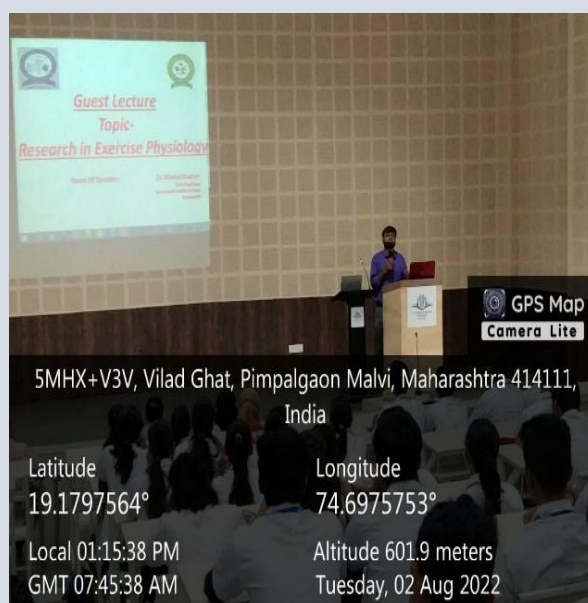 Guest Lecture
Topic-
Research in Exercise Physiology
GPS Map
Camera Lite
5MHX+V3V, Vilad Ghat, Pimpalgaon Malvi, Maharashtra 414111,
India
Latitude
19.1797564°
Longitude
74.6975753°
Local 01:15:38 PM
GMT 07:45:38 AM
Altitude 601.9 meters
Tuesday, 02 Aug 2022